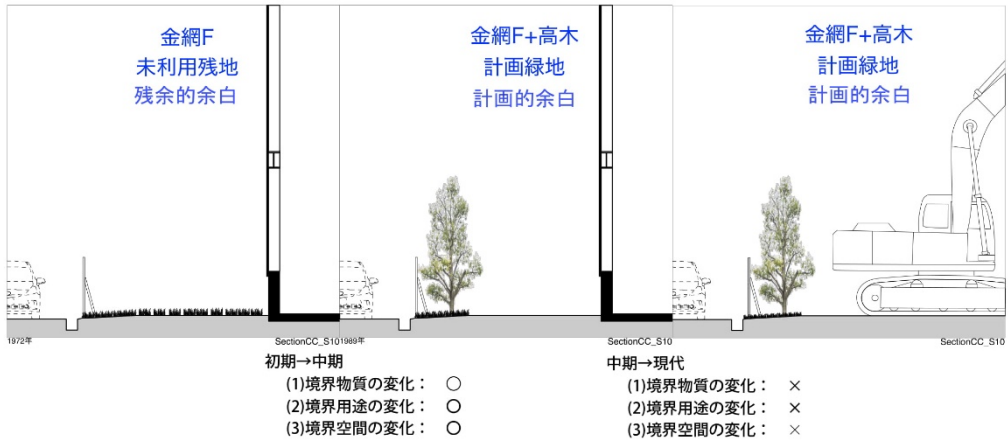 金網F
未利用残地
残余的余白
金網F+高木
計画緑地
計画的余白
金網F+高木
計画緑地
計画的余白
1972年
SectionCC_S10
1989年
SectionCC_S10
SectionCC_S10
初期→中期
(1)境界物質の変化： ○
(2)境界用途の変化： ○
(3)境界空間の変化： ○
中期→現代
(1)境界物質の変化： ×
(2)境界用途の変化： ×
(3)境界空間の変化： ×